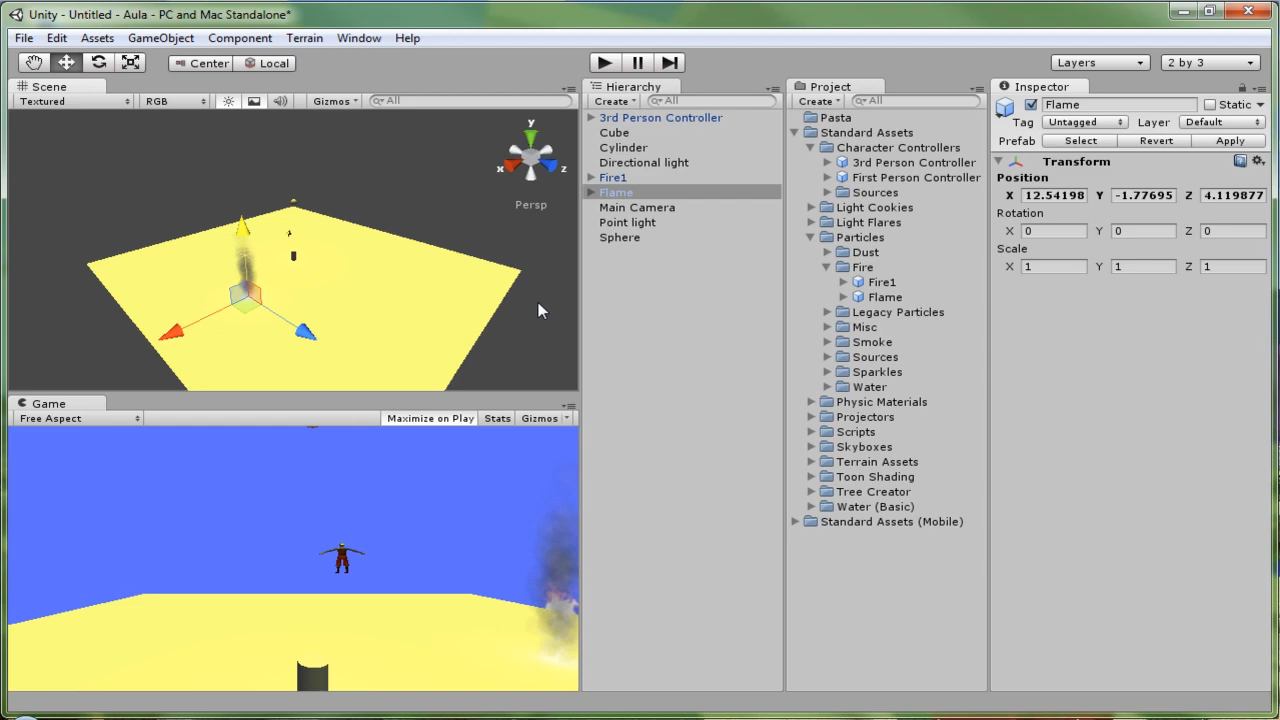 Unity - Untitled - Aula - PC and Mac Standalone*
File Edit Assets GameObject Component Terrain Window Help
Center Local Layers 2 by 3
Scene
Textured RGB Gizmos All
y
x z
Persp
Game
Free Aspect Maximize on Play Stats Gizmos
Hierarchy
Create All
3rd Person Controller
Cube
Cylinder
Directional light
Fire1
Flame
Main Camera
Point light
Sphere
Project
Create All
Pasta
Standard Assets
Character Controllers
3rd Person Controller
First Person Controller
Sources
Light Cookies
Light Flares
Particles
Dust
Fire
Fire1
Flame
Legacy Particles
Misc
Smoke
Sources
Sparkles
Water
Physic Materials
Projectors
Scripts
Skyboxes
Terrain Assets
Toon Shading
Tree Creator
Water (Basic)
Standard Assets (Mobile)
Inspector
Flame Static
Tag Untagged Layer Default
Prefab Select Revert Apply
Transform
Position
X 12.54198 Y -1.77695 Z 4.119877
Rotation
X 0 Y 0 Z 0
Scale
X 1 Y 1 Z 1